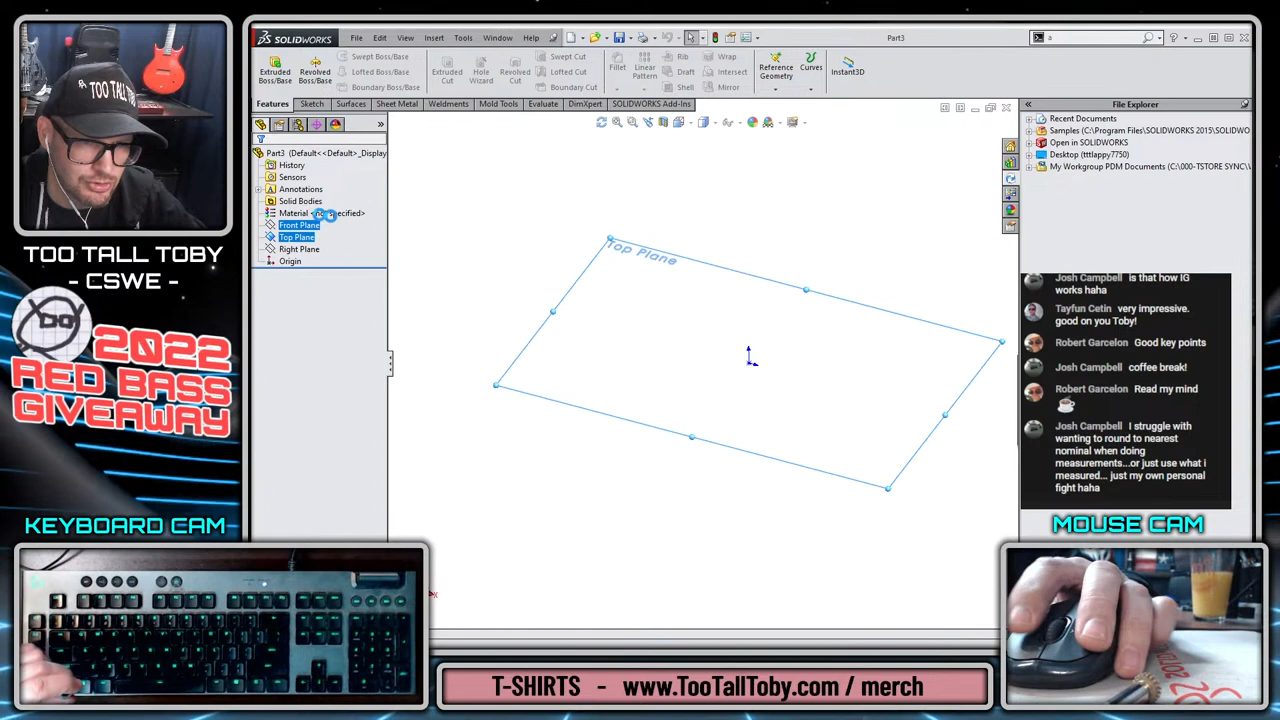 SOLIDWORKS
File
Edit
View
Insert
Tools
Window
Help
Part3
a
Extruded Boss/Base
Revolved Boss/Base
Swept Boss/Base
Lofted Boss/Base
Boundary Boss/Base
Extruded Cut
Hole Wizard
Revolved Cut
Swept Cut
Lofted Cut
Boundary Cut
Fillet
Linear Pattern
Rib
Draft
Shell
Wrap
Intersect
Mirror
Reference Geometry
Curves
Instant3D
Features
Sketch
Surfaces
Sheet Metal
Weldments
Mold Tools
Evaluate
DimXpert
SOLIDWORKS Add-Ins
Part3 (Default<<Default>_Display
History
Sensors
Annotations
Solid Bodies
Material <not specified>
Front Plane
Top Plane
Right Plane
Origin
Top Plane
X
File Explorer
Recent Documents
Samples (C:\Program Files\SOLIDWORKS 2015\SOLIDWO
Open in SOLIDWORKS
Desktop (ttttlappy7750)
My Workgroup PDM Documents (C:\000-TSTORE SYNC\W
Josh Campbell is that how IG
works haha
Tayfun Cetin very impressive.
good on you Toby!
Robert Garcelon Good key points
Josh Campbell coffee break!
Robert Garcelon Read my mind
Josh Campbell I struggle with
wanting to round to nearest
nominal when doing
measurements...or just use what i
measured... just my own personal
fight haha
TOO TALL TOBY
TOO TALL TOBY
- CSWE -
2022
RED BASS
GIVEAWAY
KEYBOARD CAM
MOUSE CAM
T-SHIRTS - www.TooTallToby.com / merch